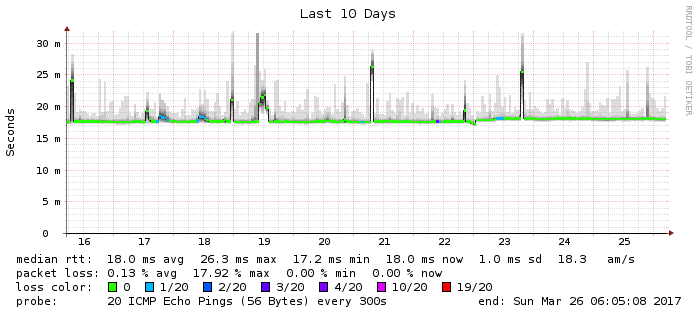 Last 10 Days
RRDTOOL / TOBI OETIKER
Seconds
30 m
25 m
20 m
15 m
10 m
5 m
0
16 17 18 19 20 21 22 23 24 25
median rtt: 18.0 ms avg 26.3 ms max 17.2 ms min 18.0 ms now 1.0 ms sd 18.3 am/s
packet loss: 0.13 % avg 17.92 % max 0.00 % min 0.00 % now
loss color: 0 1/20 2/20 3/20 4/20 10/20 19/20
probe: 20 ICMP Echo Pings (56 Bytes) every 300s end: Sun Mar 26 06:05:08 2017